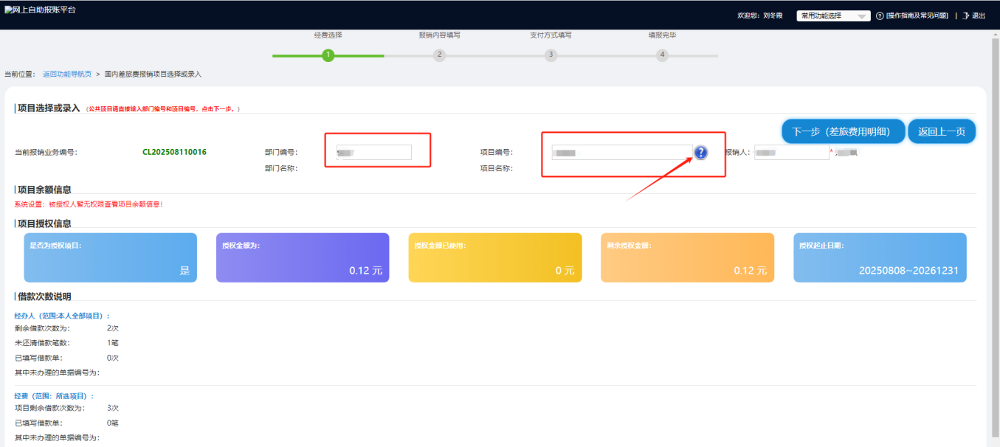 网上自助报账平台
欢迎您: 刘冬霞 常用功能选择 ? [操作指南及常见问题] | 退出
经费选择 报销内容填写 支付方式填写 填报完毕
1 2 3 4
当前位置: 返回功能导航页 > 国内差旅费报销项目选择或录入
项目选择或录入 (公共项目请直接输入部门编号和项目编号，点击下一步。)
下一步（差旅费用明细） 返回上一页
当前报销业务编号: CL202508110016 部门编号: 项目编号: ? 报销人: *
部门名称: 项目名称:
项目余额信息
系统设置: 被授权人暂无权限查看项目余额信息!
项目授权信息
是否为授权项目: 授权金额为: 授权金额已使用: 剩余授权金额: 授权起止日期:
是 0.12 元 0 元 0.12 元 20250808~20261231
借款次数说明
经办人（范围:本人全部项目）:
剩余借款次数为: 2次
未还清借款笔数: 1笔
已填写借款单: 0次
其中未办理的单据编号为:
经费（范围: 所选项目）:
项目剩余借款次数为: 3次
已填写借款单: 0笔
其中未办理的单据编号为: